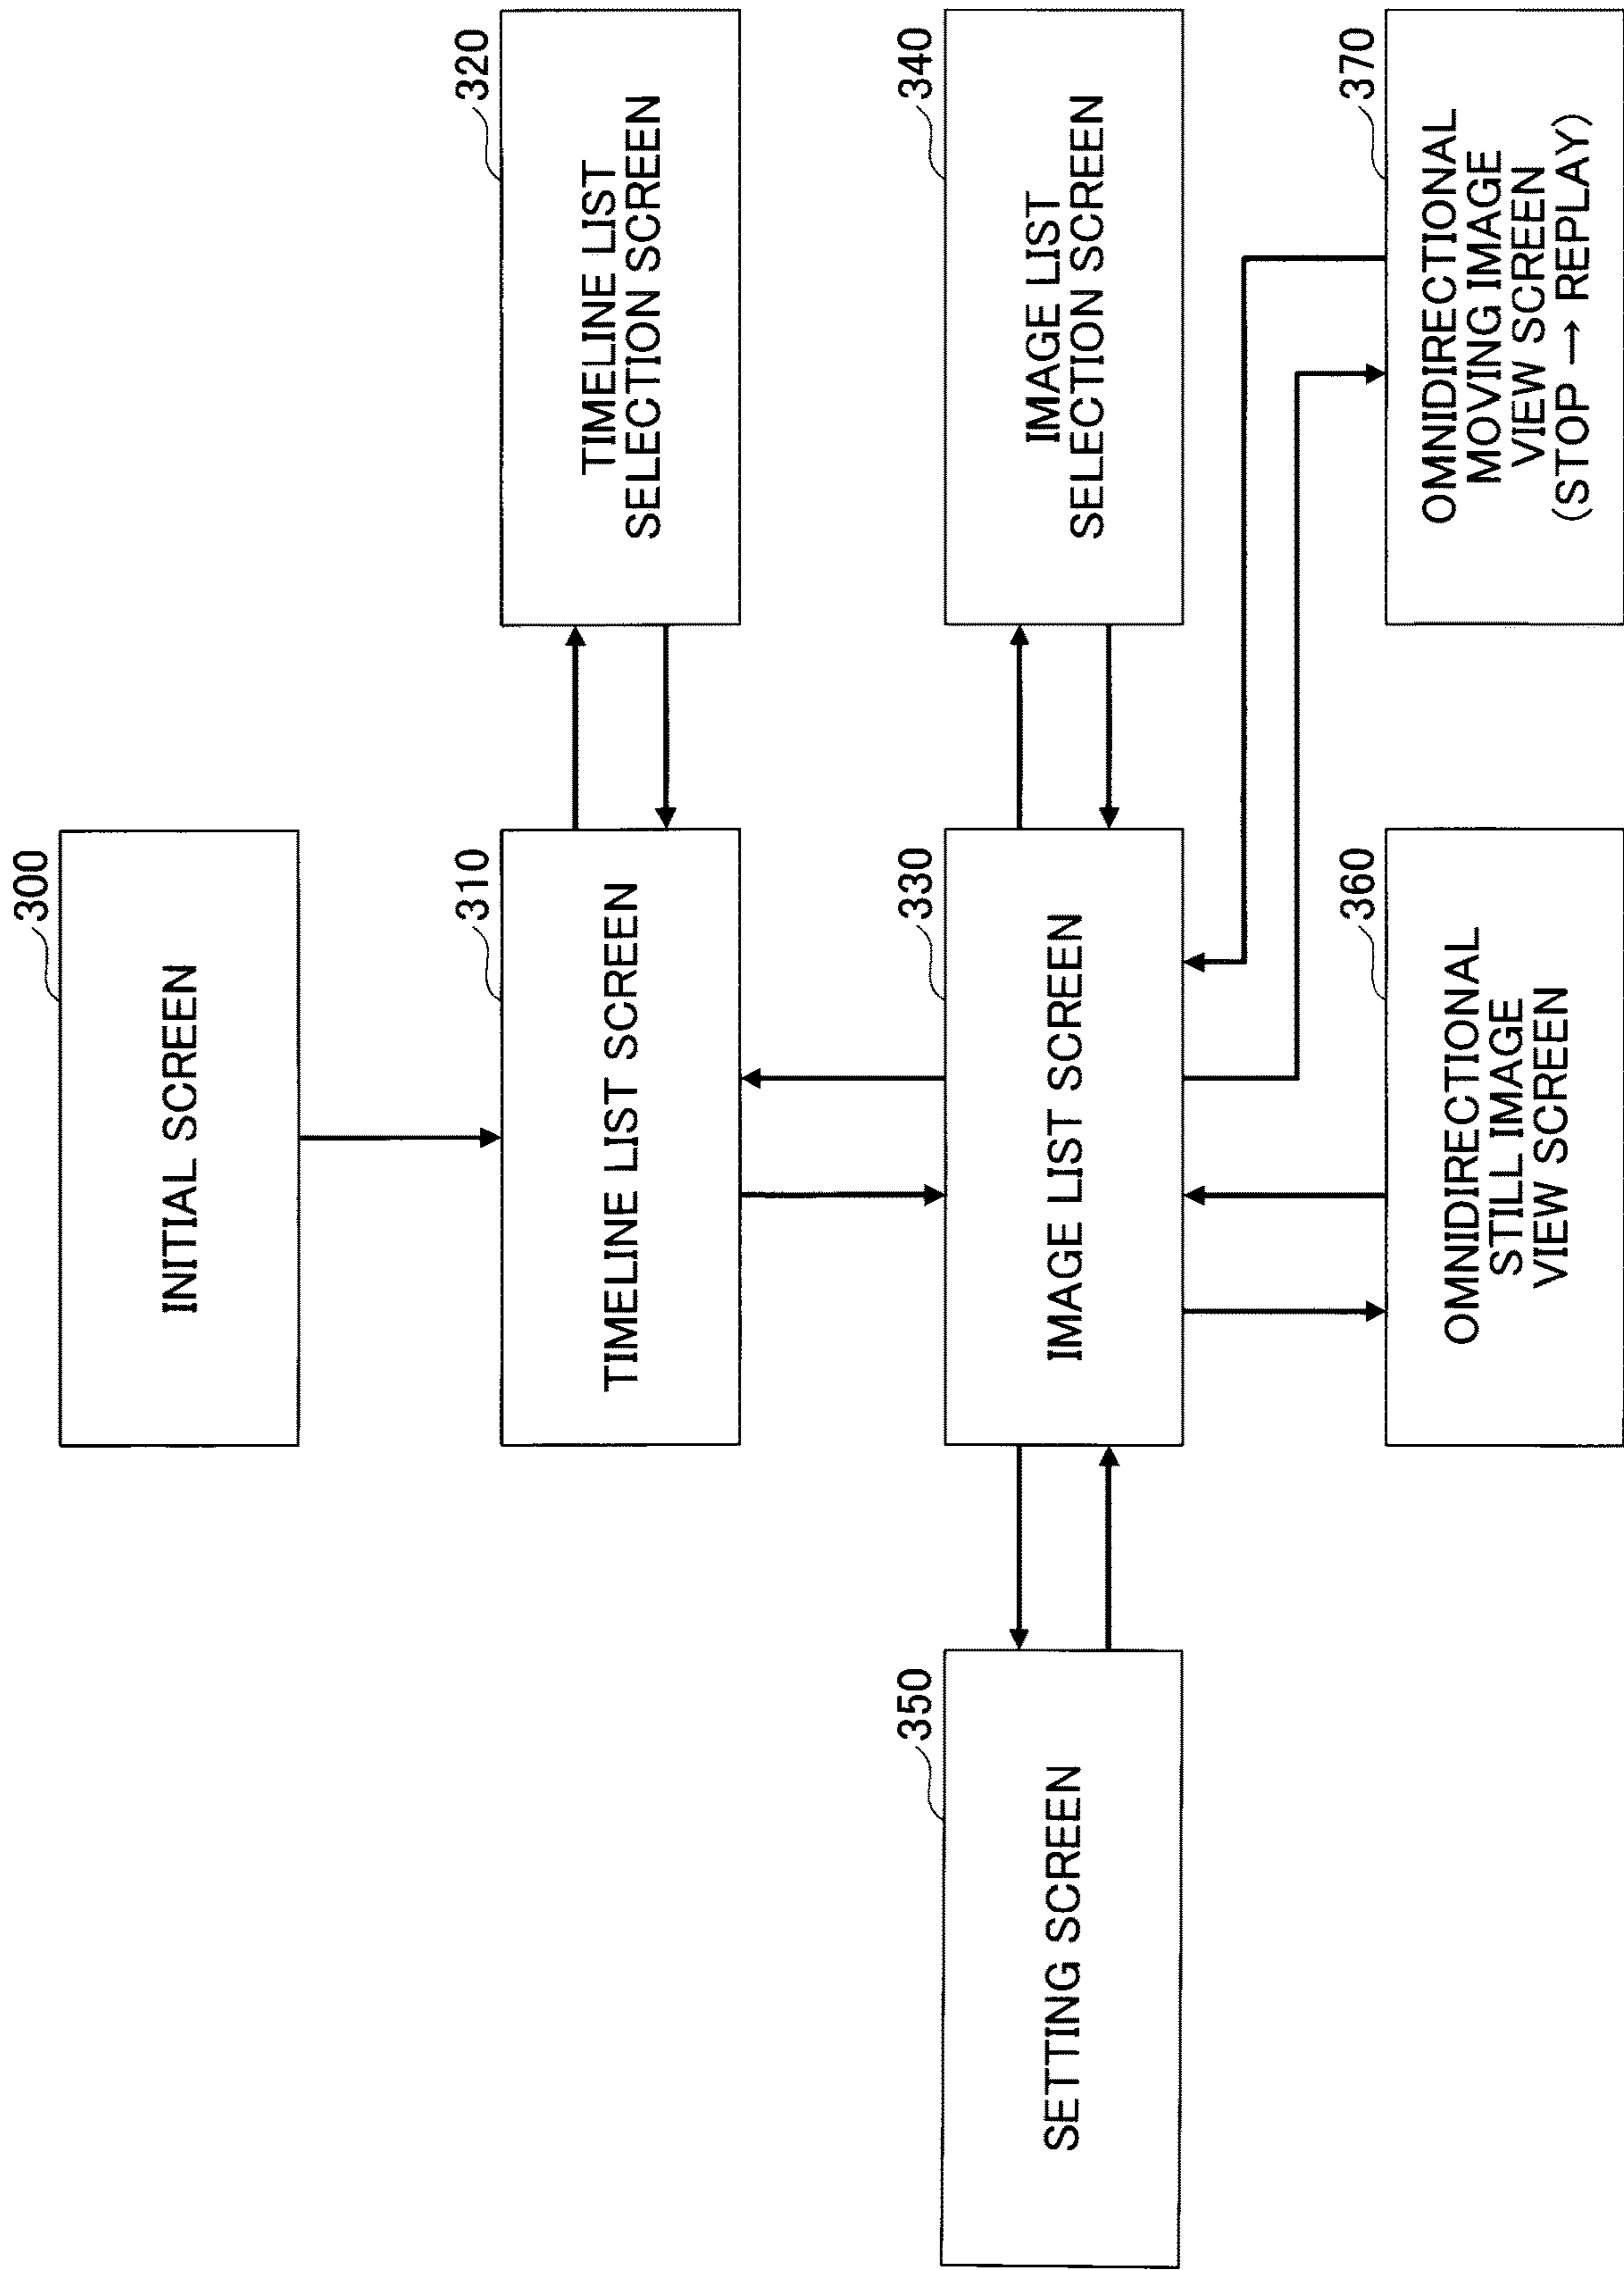 300
INITIAL SCREEN
310
TIMELINE LIST SCREEN
320
TIMELINE LIST
SELECTION SCREEN
350
SETTING SCREEN
330
IMAGE LIST SCREEN
340
IMAGE LIST
SELECTION SCREEN
360
OMNIDIRECTIONAL
STILL IMAGE
VIEW SCREEN
370
OMNIDIRECTIONAL
MOVING IMAGE
VIEW SCREEN
(STOP → REPLAY)